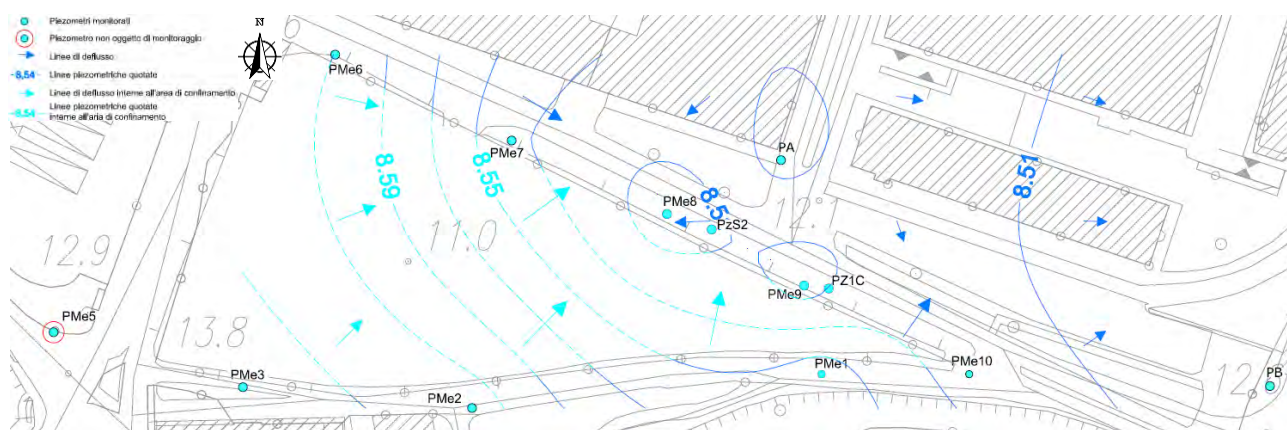 Piezometri monitorati
Piezometro non oggetto di monitoraggio
Linee di deflusso
8.54 Linee piezometriche quotate
Linee di deflusso interne all'area di confinamento
8.54 Linee piezometriche quotate
interne all'aria di confinamento
N
PMe6
PMe7
PA
8.59
8.55
8.51
PMe8
8.5
12.1
PzS2
11.0
12.9
PMe9
PZ1C
PMe5
13.8
PMe1
PMe10
PMe3
PMe2
12
PB